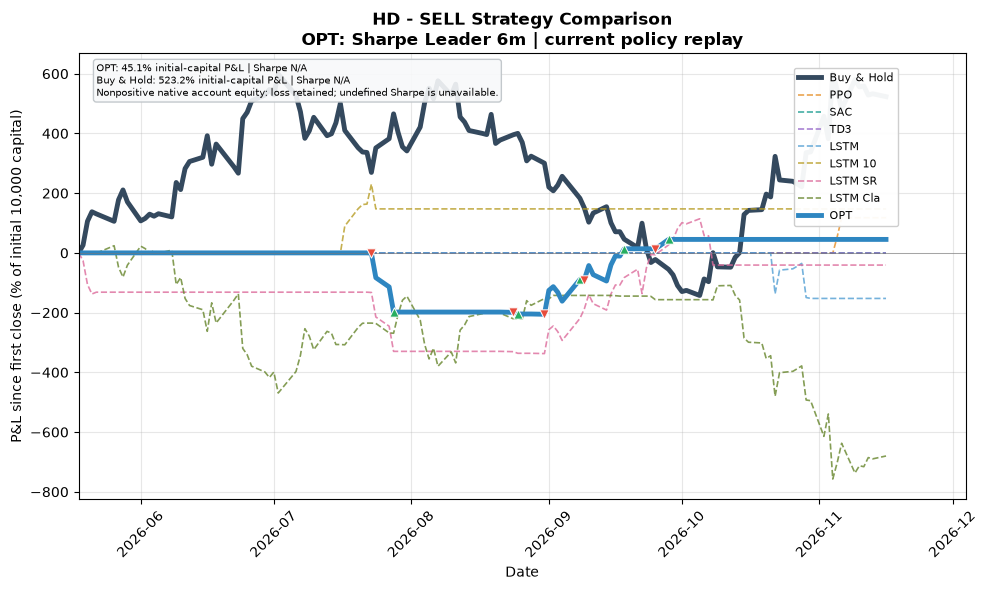 HD - SELL Strategy Comparison
OPT: Sharpe Leader 6m | current policy replay
OPT: 45.1% initial-capital P&L | Sharpe N/A
Buy & Hold: 523.2% initial-capital P&L | Sharpe N/A
Nonpositive native account equity: loss retained; undefined Sharpe is unavailable.
Buy & Hold
PPO
SAC
TD3
LSTM
LSTM 10
LSTM SR
LSTM Cla
OPT
P&L since first close (% of initial 10,000 capital)
600
400
200
0
−200
−400
−600
−800
2026-06
2026-07
2026-08
2026-09
2026-10
2026-11
2026-12
Date